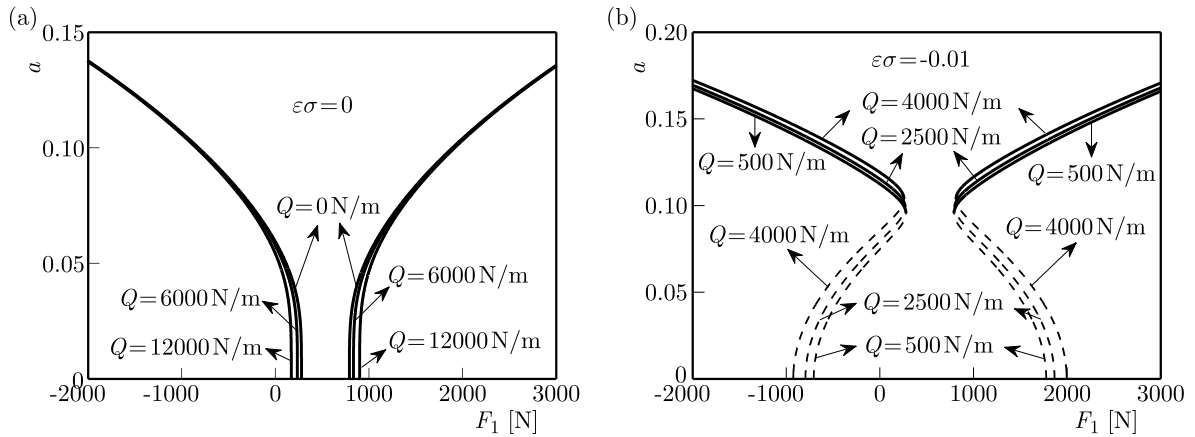 (a)
0.15
a
εσ=0
0.10
Q=0 N/m
0.05
Q=6000 N/m
Q=6000 N/m
Q=12000 N/m
Q=12000 N/m
0
-2000 -1000 0 1000 2000 3000
F₁ [N]
(b)
0.20
a
εσ=-0.01
Q=4000 N/m
0.15
Q=2500 N/m
Q=500 N/m
Q=500 N/m
0.10
Q=4000 N/m
Q=4000 N/m
0.05
Q=2500 N/m
Q=500 N/m
0
-2000 -1000 0 1000 2000 3000
F₁ [N]